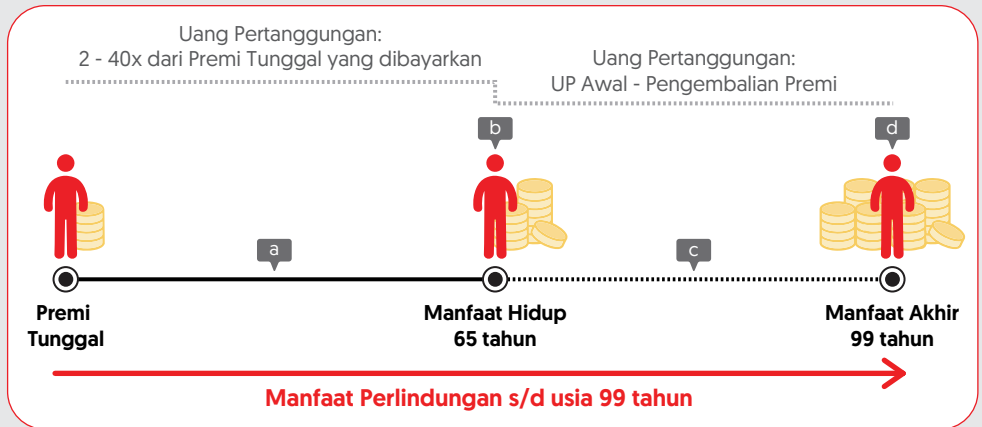 Uang Pertanggungan:
2 - 40x dari Premi Tunggal yang dibayarkan
Uang Pertanggungan:
UP Awal - Pengembalian Premi
b
d
a
c
Premi
Tunggal
Manfaat Hidup
65 tahun
Manfaat Akhir
99 tahun
Manfaat Perlindungan s/d usia 99 tahun